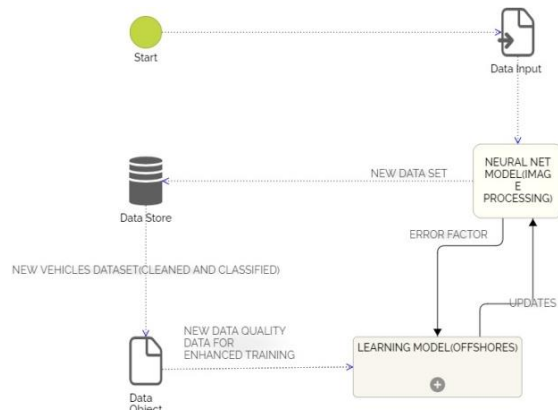 Start
Data Input
NEURAL NET
MODEL(IMAG
E
PROCESSING)
NEW DATA SET
Data Store
ERROR FACTOR
NEW VEHICLES DATASET(CLEANED AND CLASSIFIED)
UPDATES
NEW DATA QUALITY
DATA FOR
ENHANCED TRAINING
LEARNING MODEL(OFFSHORES)
Data
Object